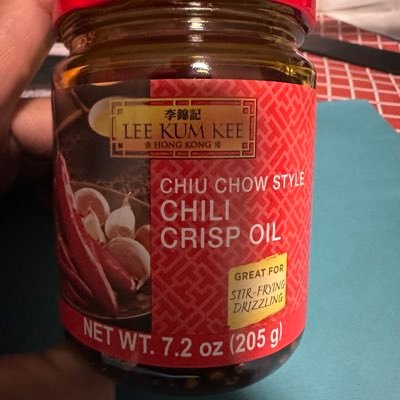 李錦記
LEE KUM KEE
香 HONG KONG 港
CHIU CHOW STYLE
CHILI
CRISP OIL
GREAT FOR
STIR-FRYING
DRIZZLING
NET WT. 7.2 oz (205 g)